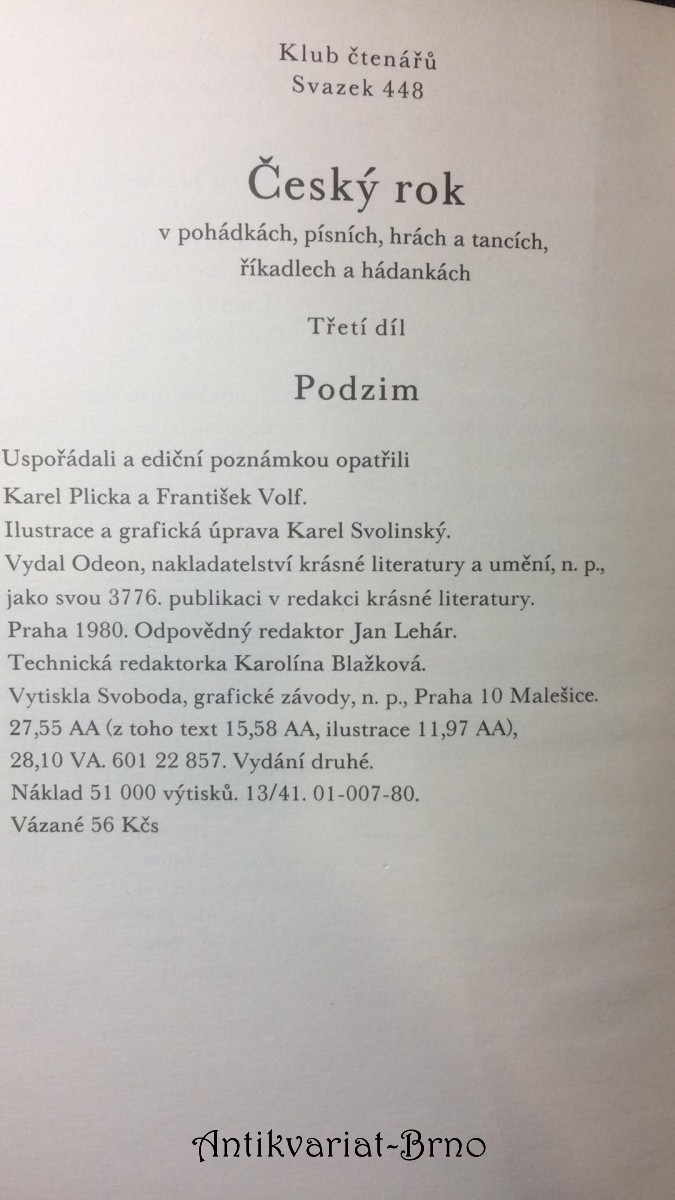 Klub čtenářů
Svazek 448
Český rok
v pohádkách, písních, hrách a tancích,
říkadlech a hádankách
Třetí díl
Podzim
Uspořádali a ediční poznámkou opatřili
Karel Plicka a František Volf.
Ilustrace a grafická úprava Karel Svolinský.
Vydal Odeon, nakladatelství krásné literatury a umění, n. p.,
jako svou 3776. publikaci v redakci krásné literatury.
Praha 1980. Odpovědný redaktor Jan Lehár.
Technická redaktorka Karolína Blažková.
Vytiskla Svoboda, grafické závody, n. p., Praha 10 Malešice.
27,55 AA (z toho text 15,58 AA, ilustrace 11,97 AA),
28,10 VA. 601 22 857. Vydání druhé.
Náklad 51 000 výtisků. 13/41. 01-007-80.
Vázané 56 Kčs
Antikvariat-Brno